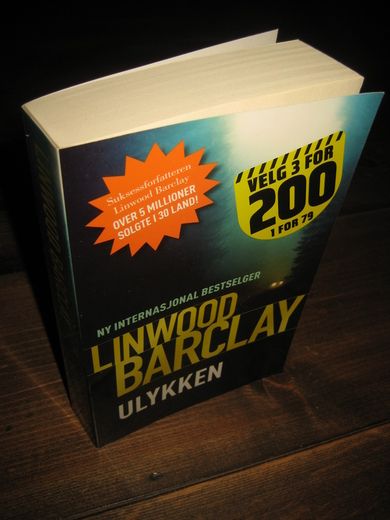 Suksessforfatteren
Linwood Barclay
OVER 5 MILLIONER
SOLGTE I 30 LAND!
VELG 3 FOR
200
1 FOR 79
NY INTERNASJONAL BESTSELGER
LINWOOD
BARCLAY
ULYKKEN